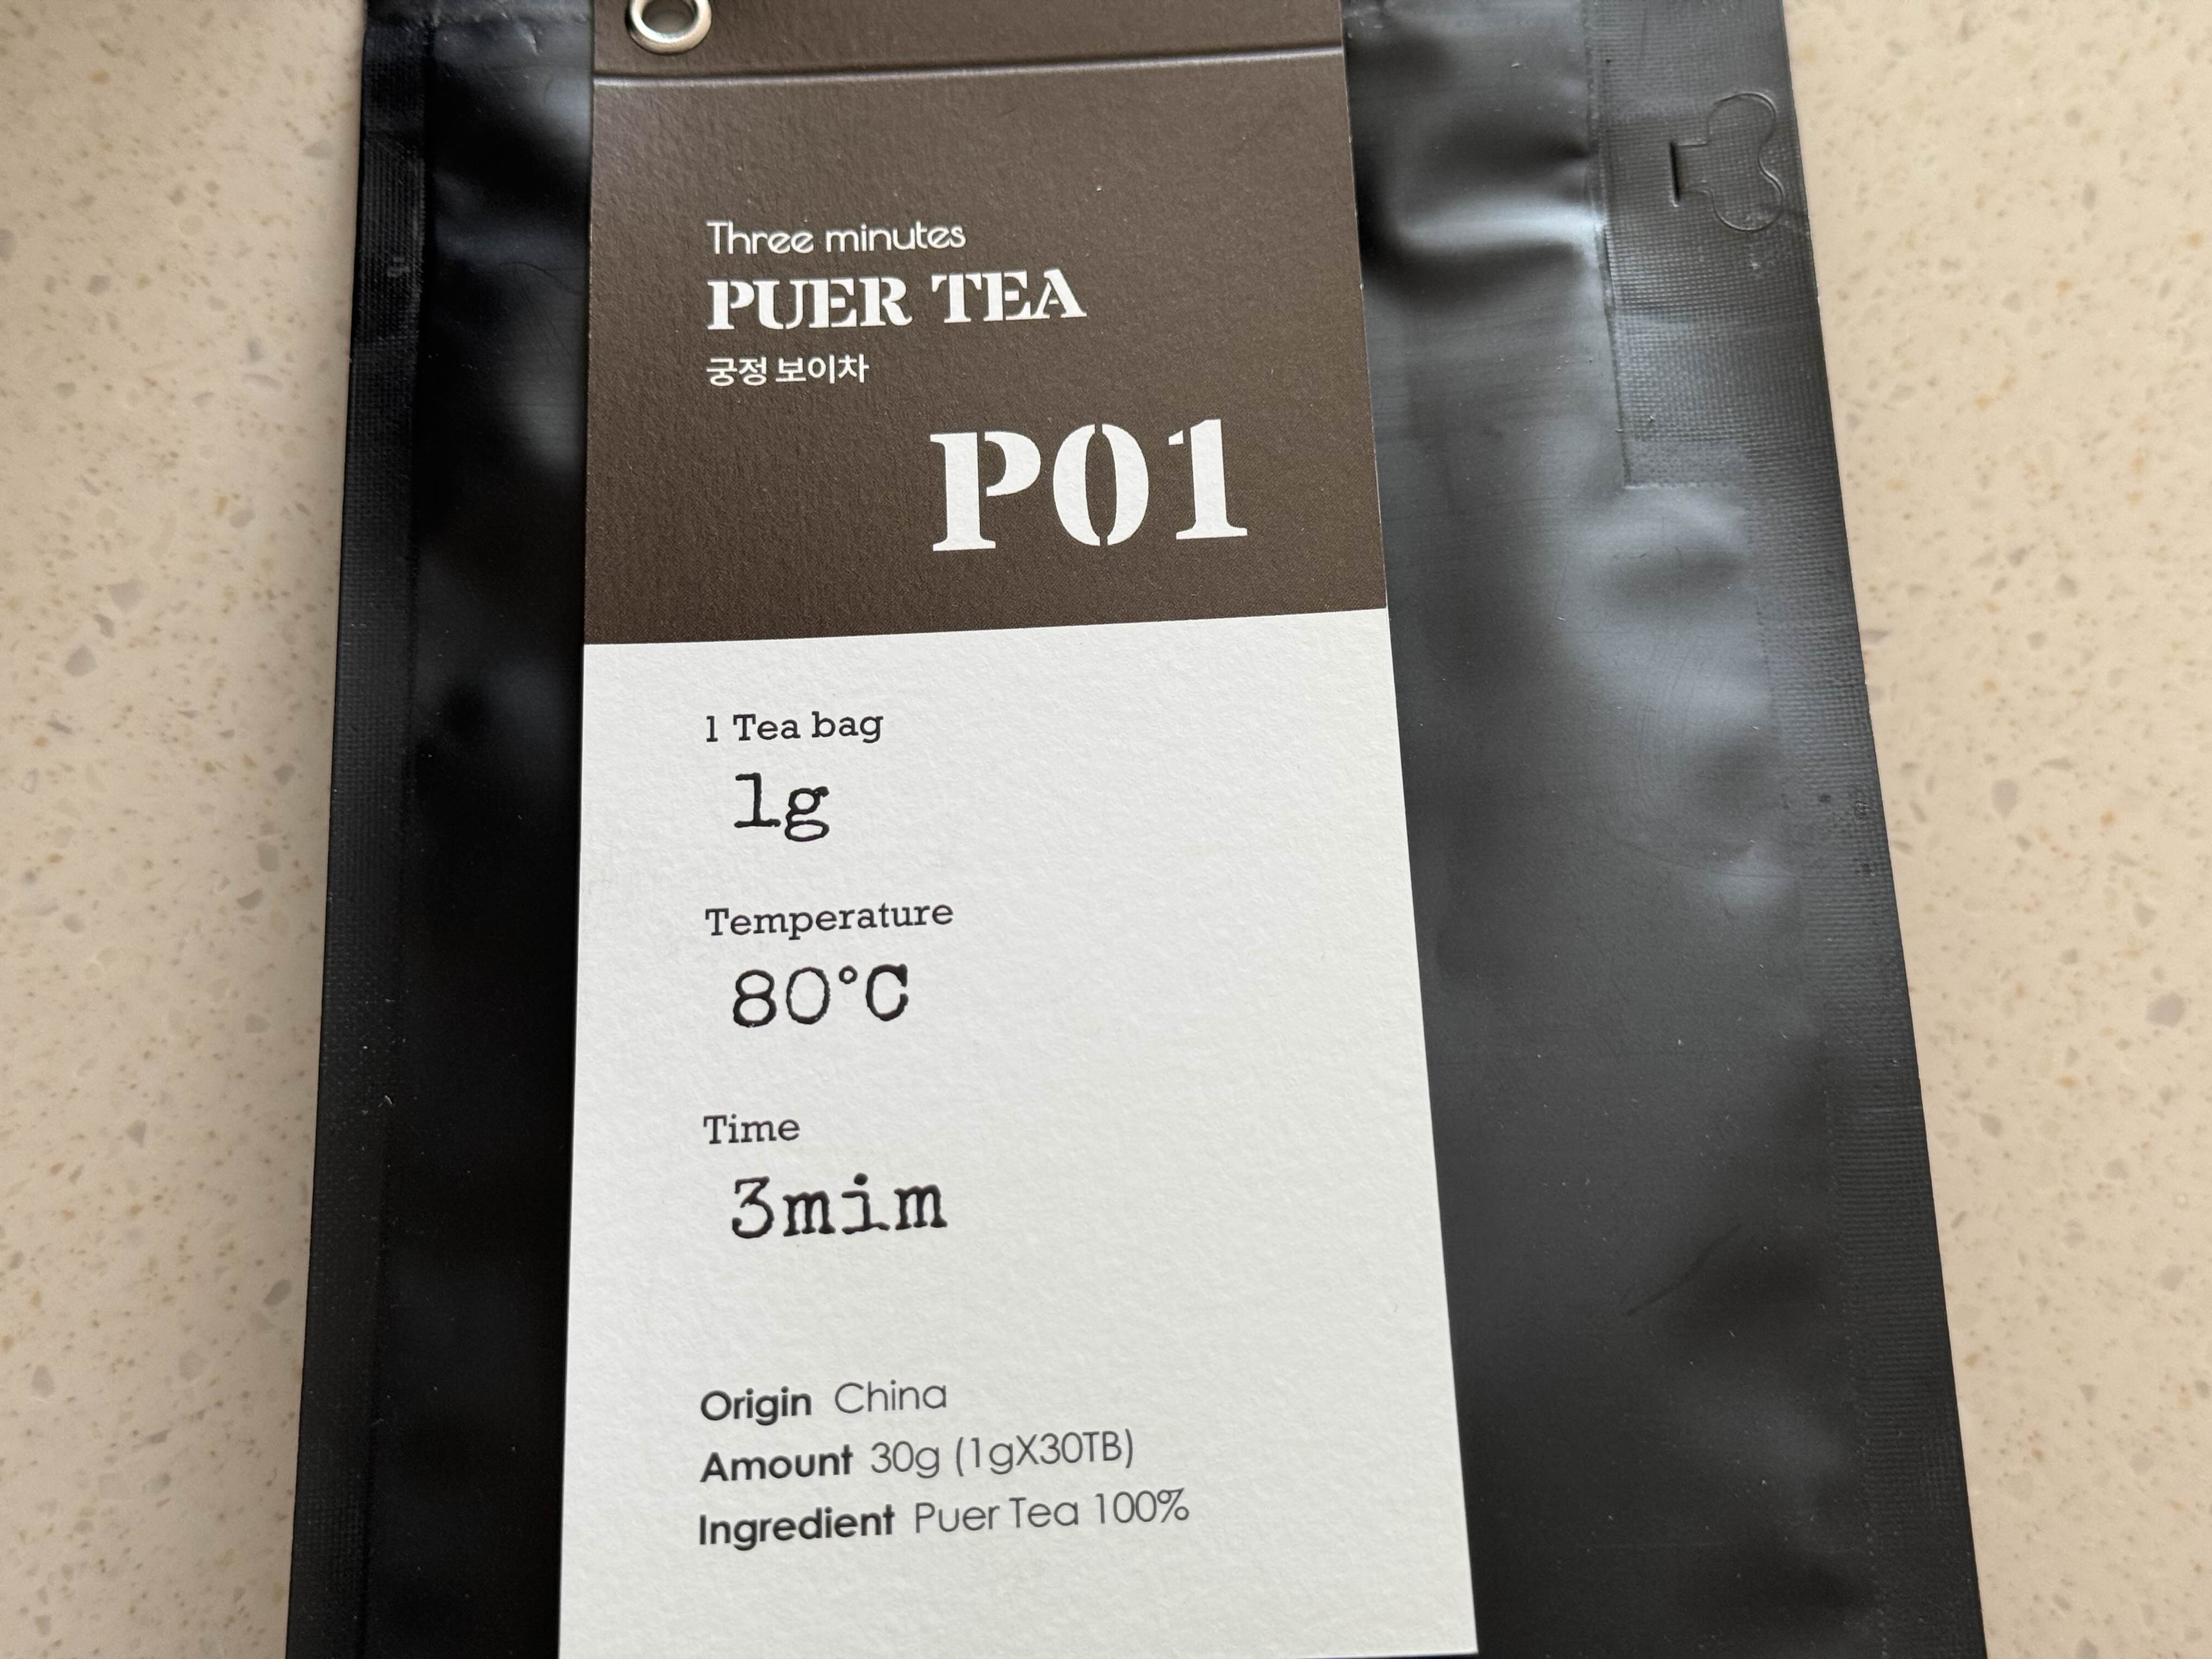 Three minutes
PUER TEA
궁정 보이차
P01
1 Tea bag
1g
Temperature
80°C
Time
3mim
Origin China
Amount 30g (1gX30TB)
Ingredient Puer Tea 100%